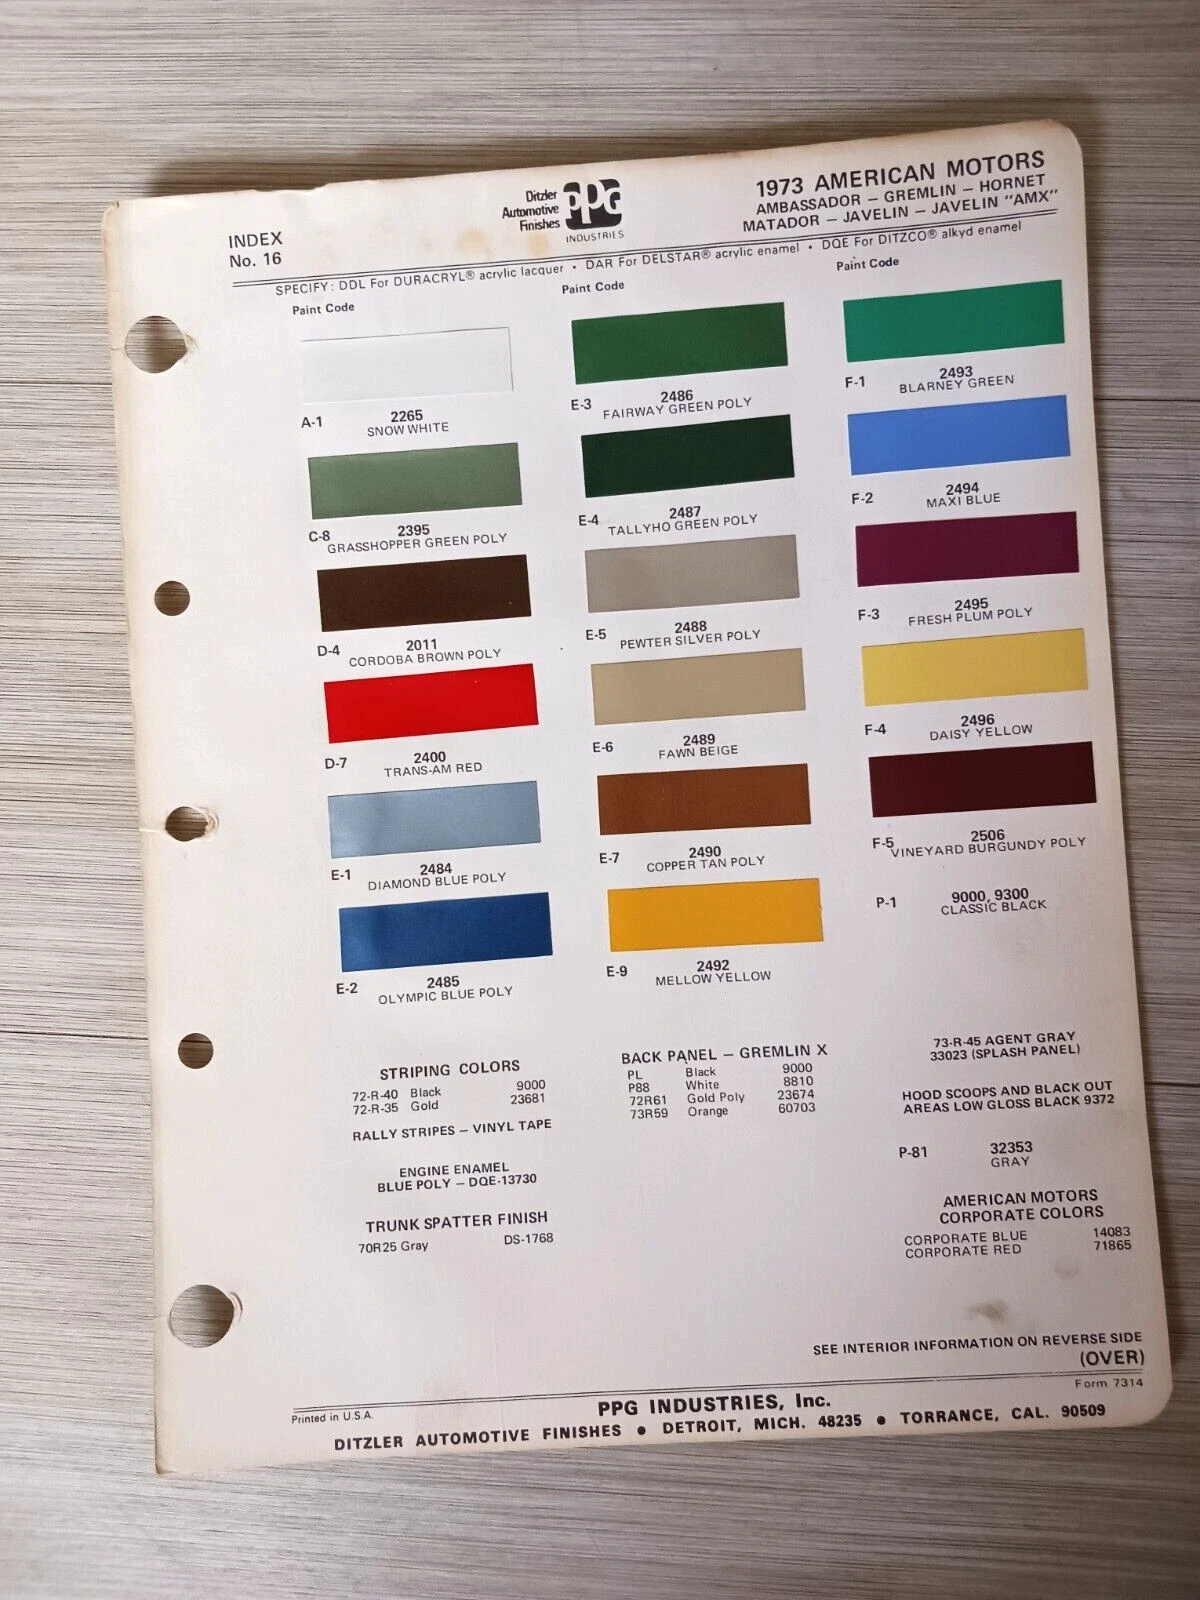 INDEX
No. 16
Ditzler
Automotive
Finishes
PPG
INDUSTRIES
1973 AMERICAN MOTORS
AMBASSADOR – GREMLIN – HORNET
MATADOR – JAVELIN – JAVELIN "AMX"
SPECIFY: DDL For DURACRYL® acrylic lacquer • DAR For DELSTAR® acrylic enamel • DQE For DITZCO® alkyd enamel
Paint Code
A-1 2265
SNOW WHITE
C-8 2395
GRASSHOPPER GREEN POLY
D-4 2011
CORDOBA BROWN POLY
D-7 2400
TRANS-AM RED
E-1 2484
DIAMOND BLUE POLY
E-2 2485
OLYMPIC BLUE POLY
Paint Code
E-3 2486
FAIRWAY GREEN POLY
E-4 2487
TALLYHO GREEN POLY
E-5 2488
PEWTER SILVER POLY
E-6 2489
FAWN BEIGE
E-7 2490
COPPER TAN POLY
E-9 2492
MELLOW YELLOW
Paint Code
F-1 2493
BLARNEY GREEN
F-2 2494
MAXI BLUE
F-3 2495
FRESH PLUM POLY
F-4 2496
DAISY YELLOW
F-5 2506
VINEYARD BURGUNDY POLY
P-1 9000, 9300
CLASSIC BLACK
STRIPING COLORS
72-R-40 Black 9000
72-R-35 Gold 23681
RALLY STRIPES – VINYL TAPE
ENGINE ENAMEL
BLUE POLY – DQE-13730
TRUNK SPATTER FINISH
70R25 Gray DS-1768
BACK PANEL – GREMLIN X
PL Black 9000
P88 White 8810
72R61 Gold Poly 23674
73R59 Orange 60703
73-R-45 AGENT GRAY
33023 (SPLASH PANEL)
HOOD SCOOPS AND BLACK OUT
AREAS LOW GLOSS BLACK 9372
P-81 32353
GRAY
AMERICAN MOTORS
CORPORATE COLORS
CORPORATE BLUE 14083
CORPORATE RED 71865
SEE INTERIOR INFORMATION ON REVERSE SIDE
(OVER)
Form 7314
Printed in U.S.A.
PPG INDUSTRIES, Inc.
DITZLER AUTOMOTIVE FINISHES • DETROIT, MICH. 48235 • TORRANCE, CAL. 90509